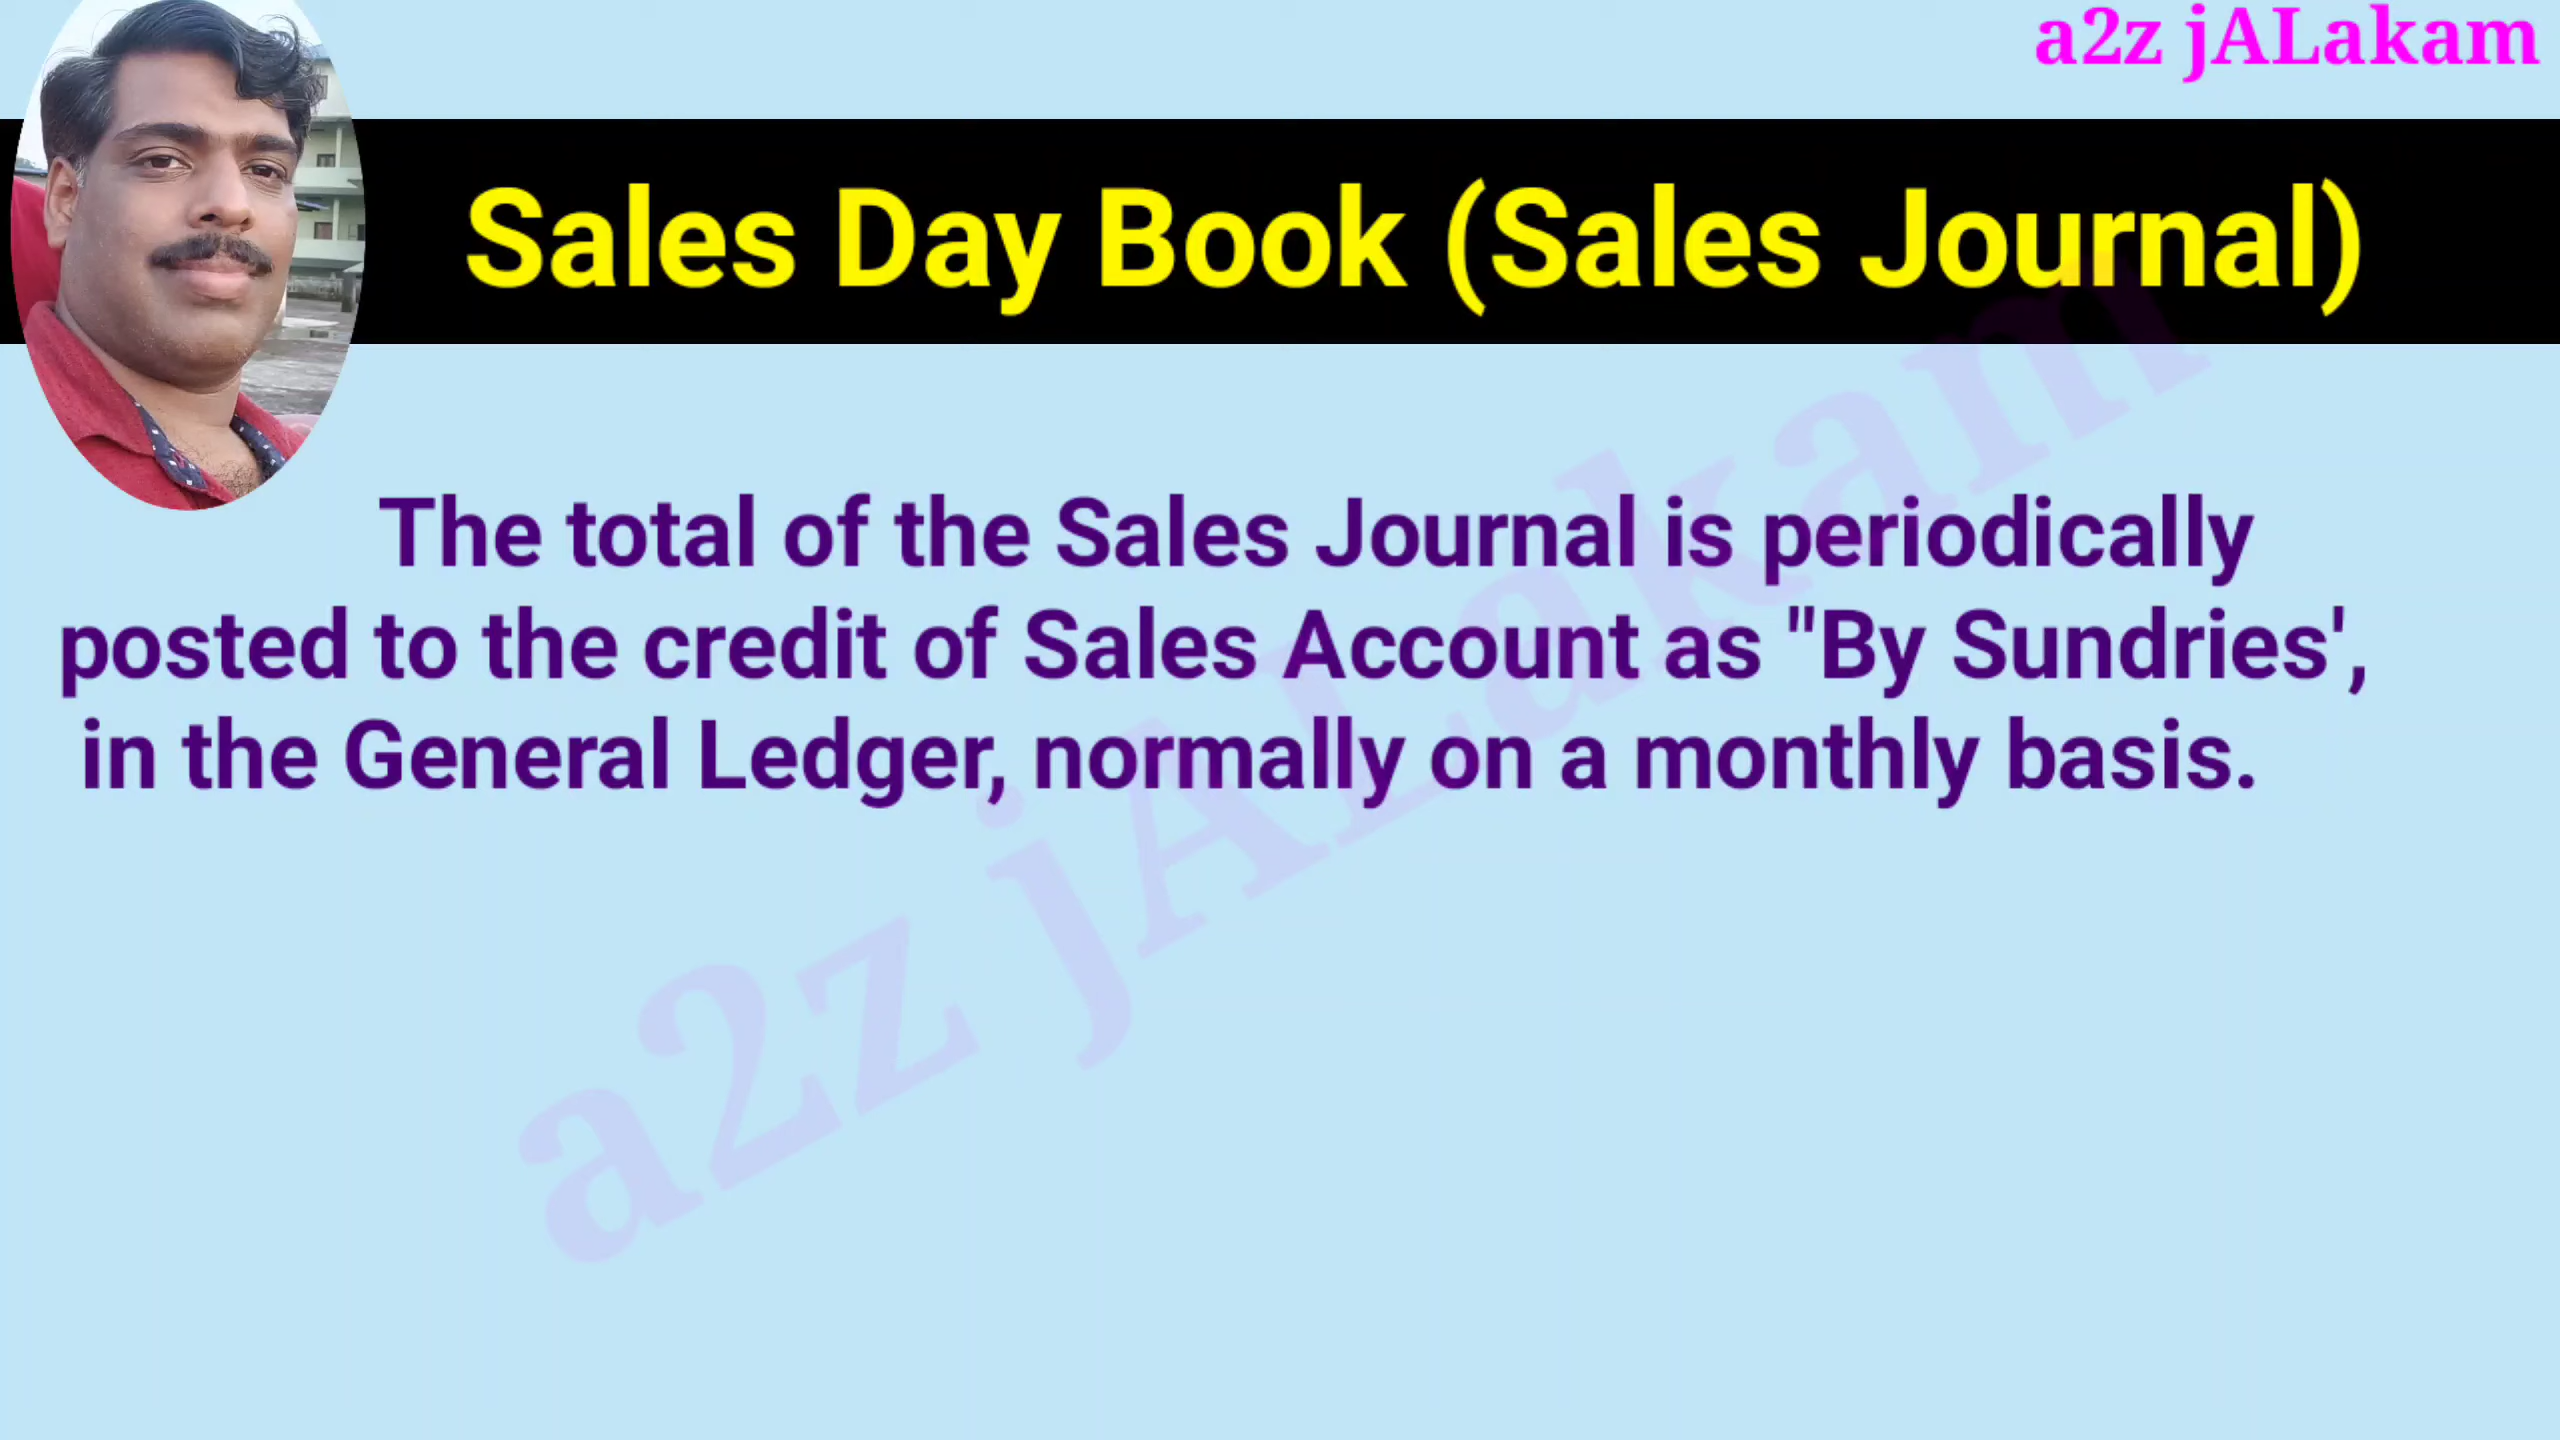 a2z jALakam
Sales Day Book (Sales Journal)
The total of the Sales Journal is periodically
posted to the credit of Sales Account as "By Sundries',
in the General Ledger, normally on a monthly basis.
a2z jALakam